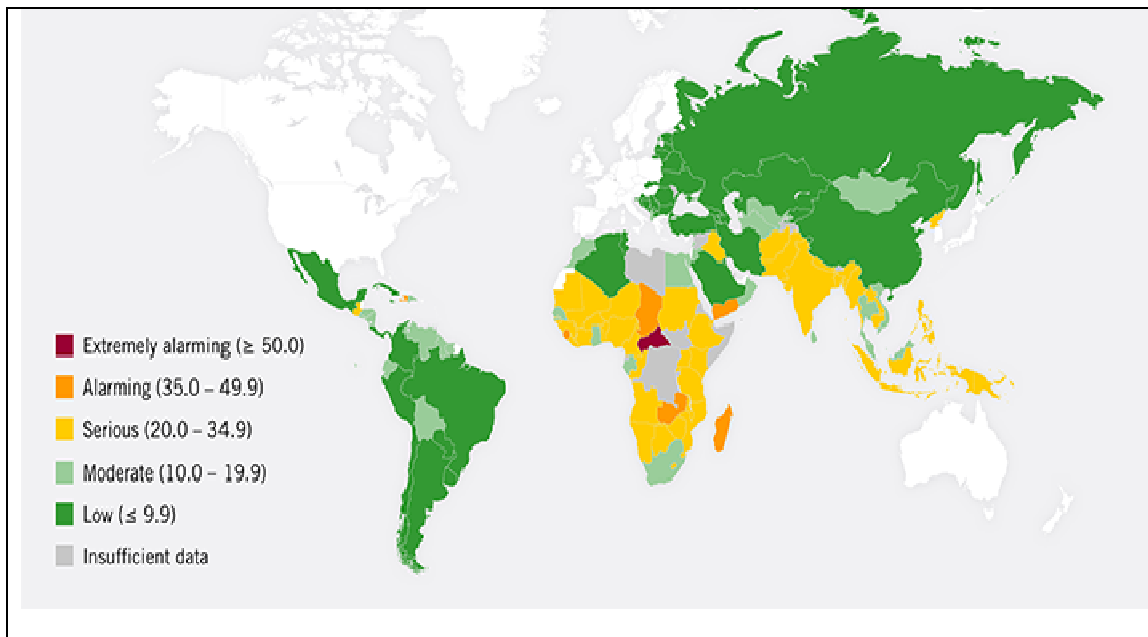 Extremely alarming (≥ 50.0)
Alarming (35.0 – 49.9)
Serious (20.0 – 34.9)
Moderate (10.0 – 19.9)
Low (≤ 9.9)
Insufficient data